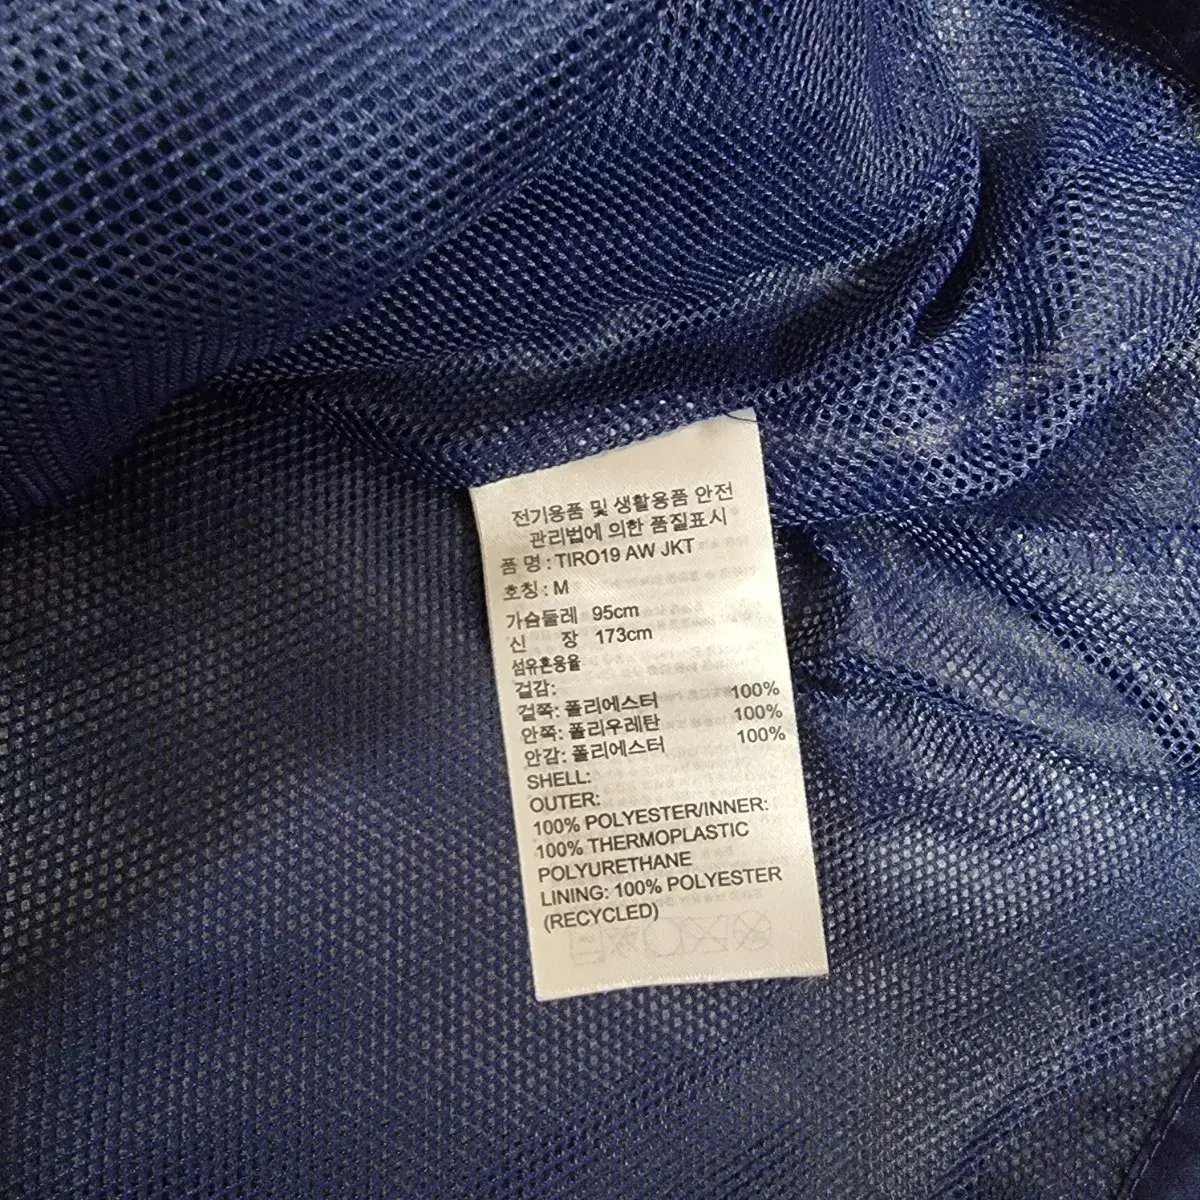 전기용품 및 생활용품 안전
관리법에 의한 품질표시
품 명 : TIRO19 AW JKT
호칭 : M
가슴둘레 95cm
신 장 173cm
섬유혼용율
겉감:
겉쪽: 폴리에스터 100%
안쪽: 폴리우레탄 100%
안감: 폴리에스터 100%
SHELL:
OUTER:
100% POLYESTER/INNER:
100% THERMOPLASTIC
POLYURETHANE
LINING: 100% POLYESTER
(RECYCLED)